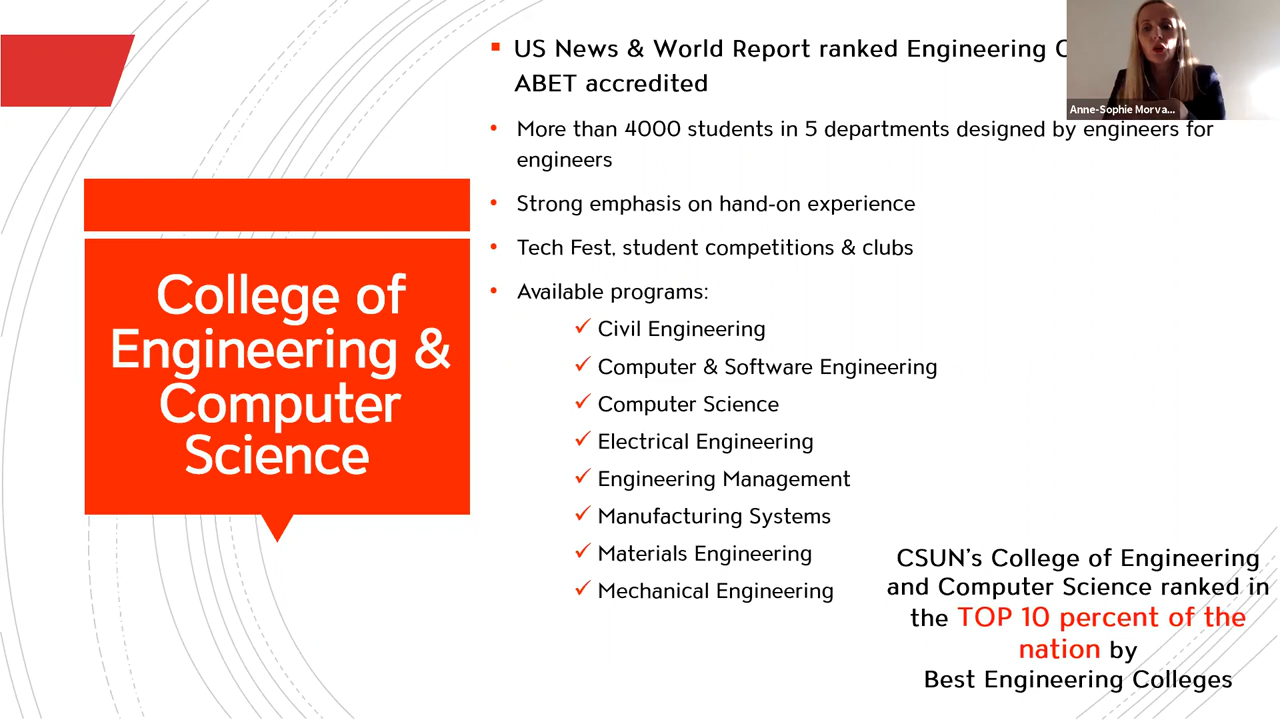 US News & World Report ranked Engineering
ABET accredited
Anne-Sophie Morva...
More than 4000 students in 5 departments designed by engineers for
engineers
Strong emphasis on hand-on experience
Tech Fest, student competitions & clubs
Available programs:
✓ Civil Engineering
✓ Computer & Software Engineering
✓ Computer Science
✓ Electrical Engineering
✓ Engineering Management
✓ Manufacturing Systems
✓ Materials Engineering
✓ Mechanical Engineering
College of
Engineering &
Computer
Science
CSUN's College of Engineering
and Computer Science ranked in
the TOP 10 percent of the
nation by
Best Engineering Colleges